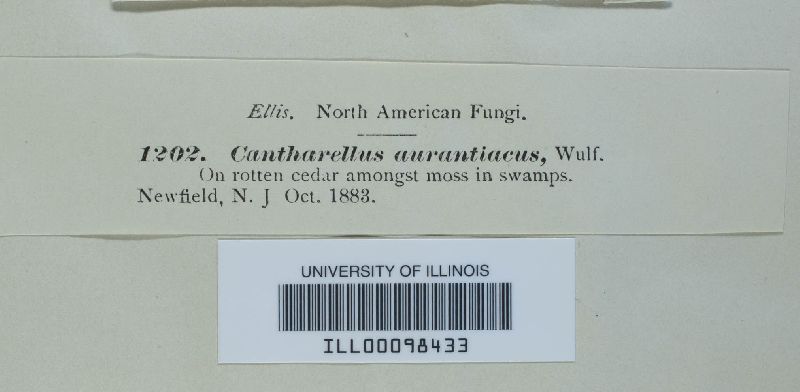 Ellis. North American Fungi.
1202. Cantharellus aurantiacus, Wulf.
On rotten cedar amongst moss in swamps.
Newfield, N. J Oct. 1883.
UNIVERSITY OF ILLINOIS
ILL00098433